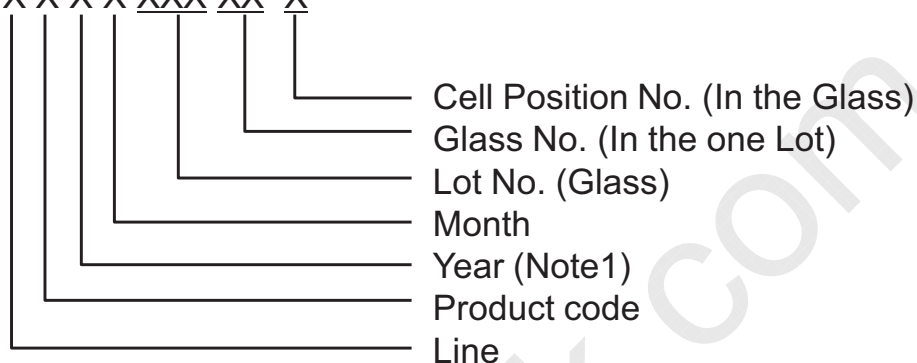 X X X X XXX XX X
Cell Position No. (In the Glass)
Glass No. (In the one Lot)
Lot No. (Glass)
Month
Year (Note1)
Product code
Line